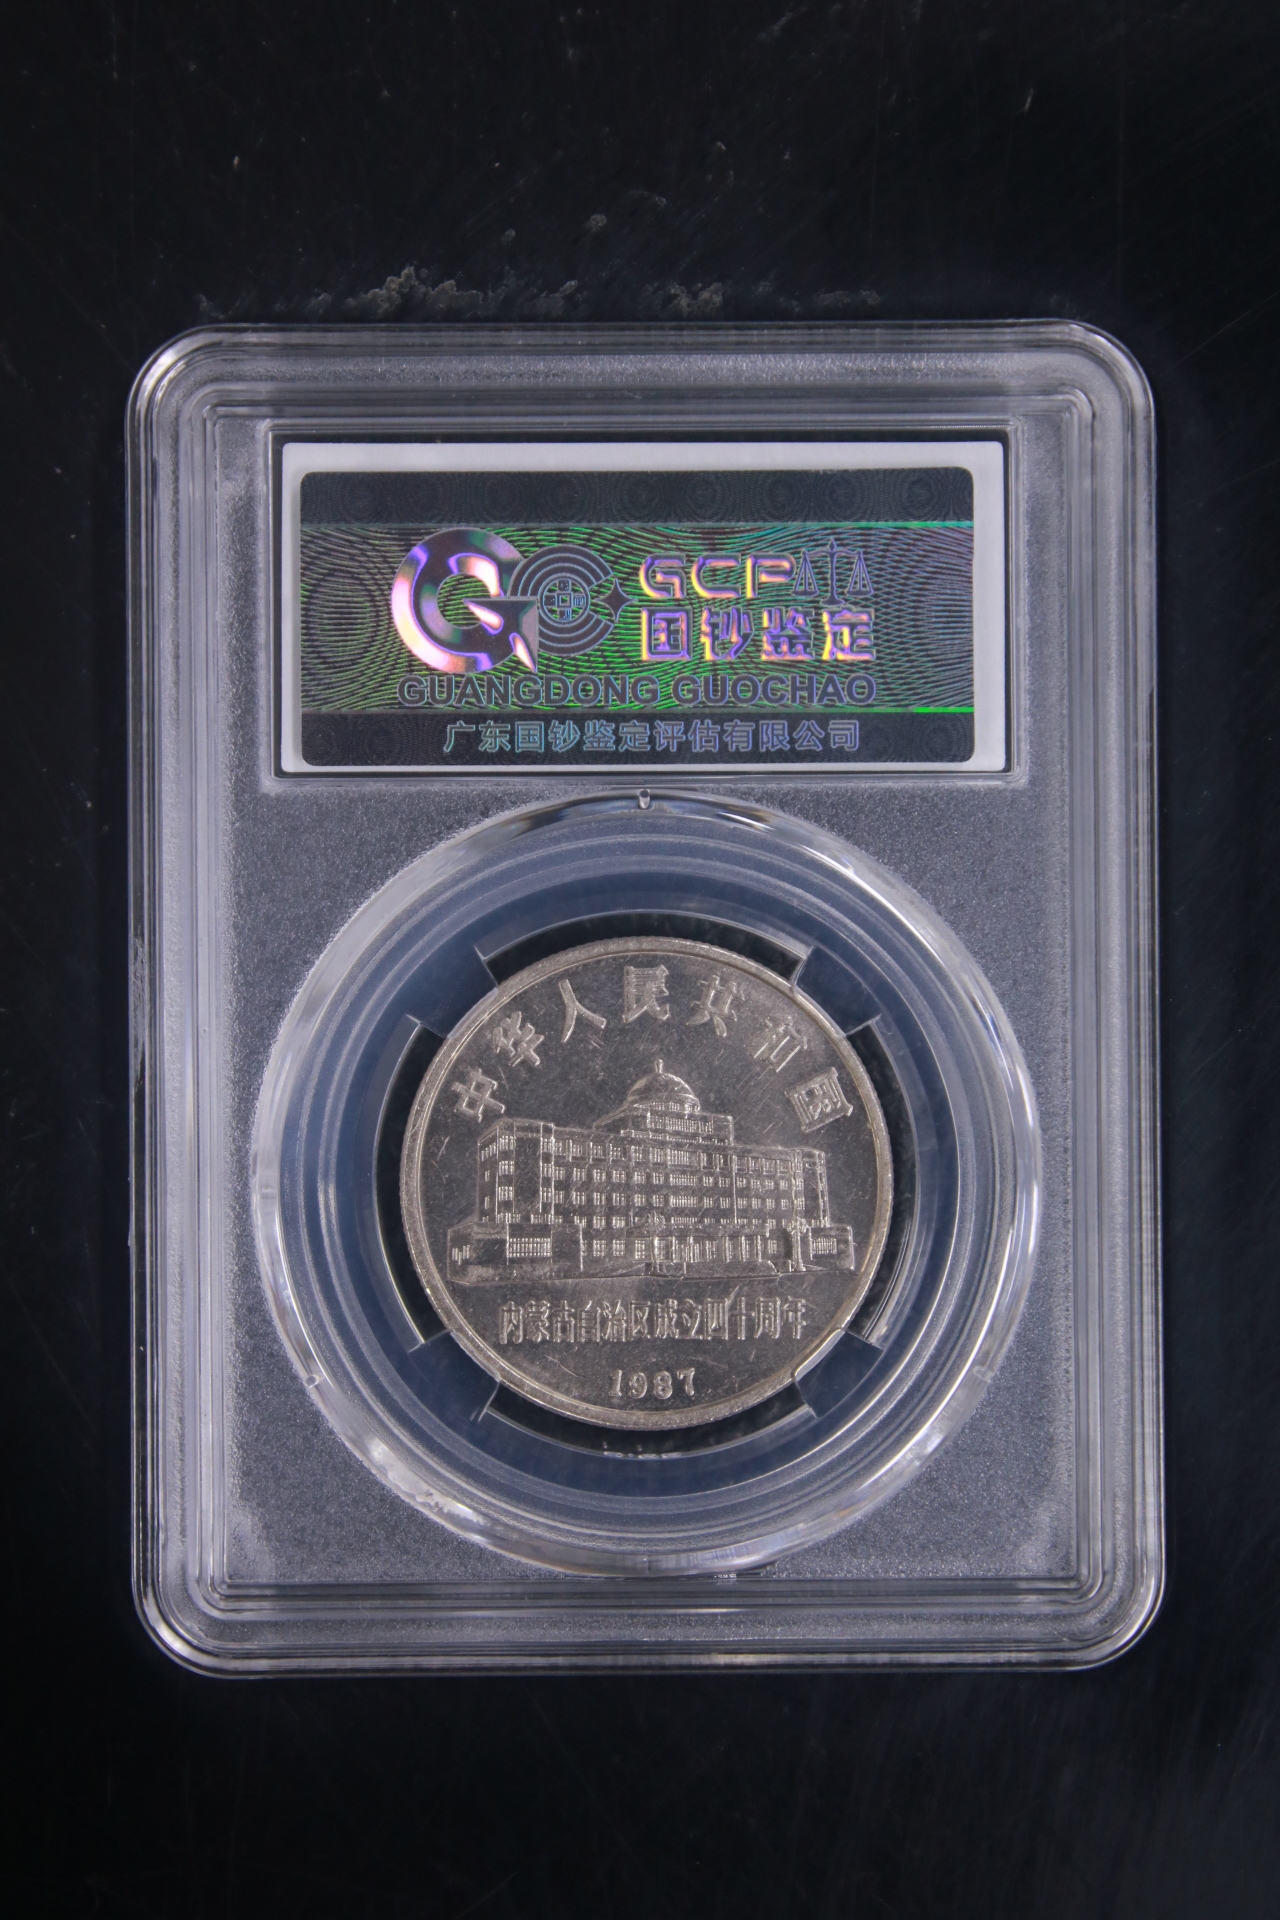 GCP
国钞鉴定
GUANGDONG GUOCHAO
广东国钞鉴定评估有限公司
中华人民共和国
内蒙古自治区成立四十周年
1987